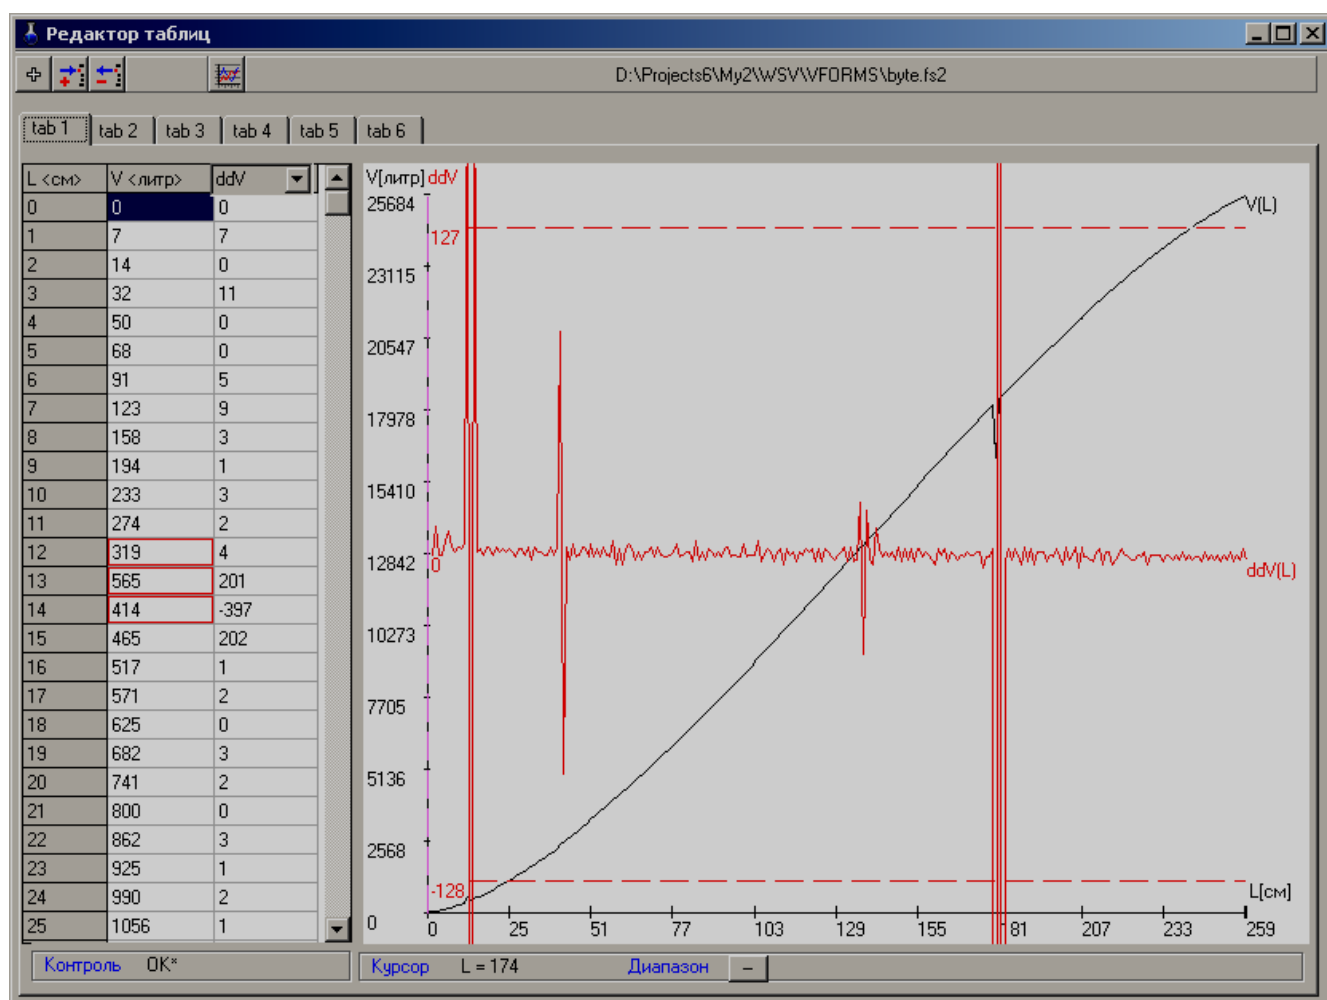 Редактор таблиц
D:\Projects6\My2\WSV\VFORMS\byte.fs2
tab 1 tab 2 tab 3 tab 4 tab 5 tab 6
L <см> V <литр> ddV
0 0 0
1 7 7
2 14 0
3 32 11
4 50 0
5 68 0
6 91 5
7 123 9
8 158 3
9 194 1
10 233 3
11 274 2
12 319 4
13 565 201
14 414 -397
15 465 202
16 517 1
17 571 2
18 625 0
19 682 3
20 741 2
21 800 0
22 862 3
23 925 1
24 990 2
25 1056 1
V[литр] ddV
25684 V(L)
127
23115
20547
17978
15410
12842 0 ddV(L)
10273
7705
5136
2568
-128 L[см]
0
0 25 51 77 103 129 155 181 207 233 259
Контроль OK*
Курсор L = 174 Диапазон –